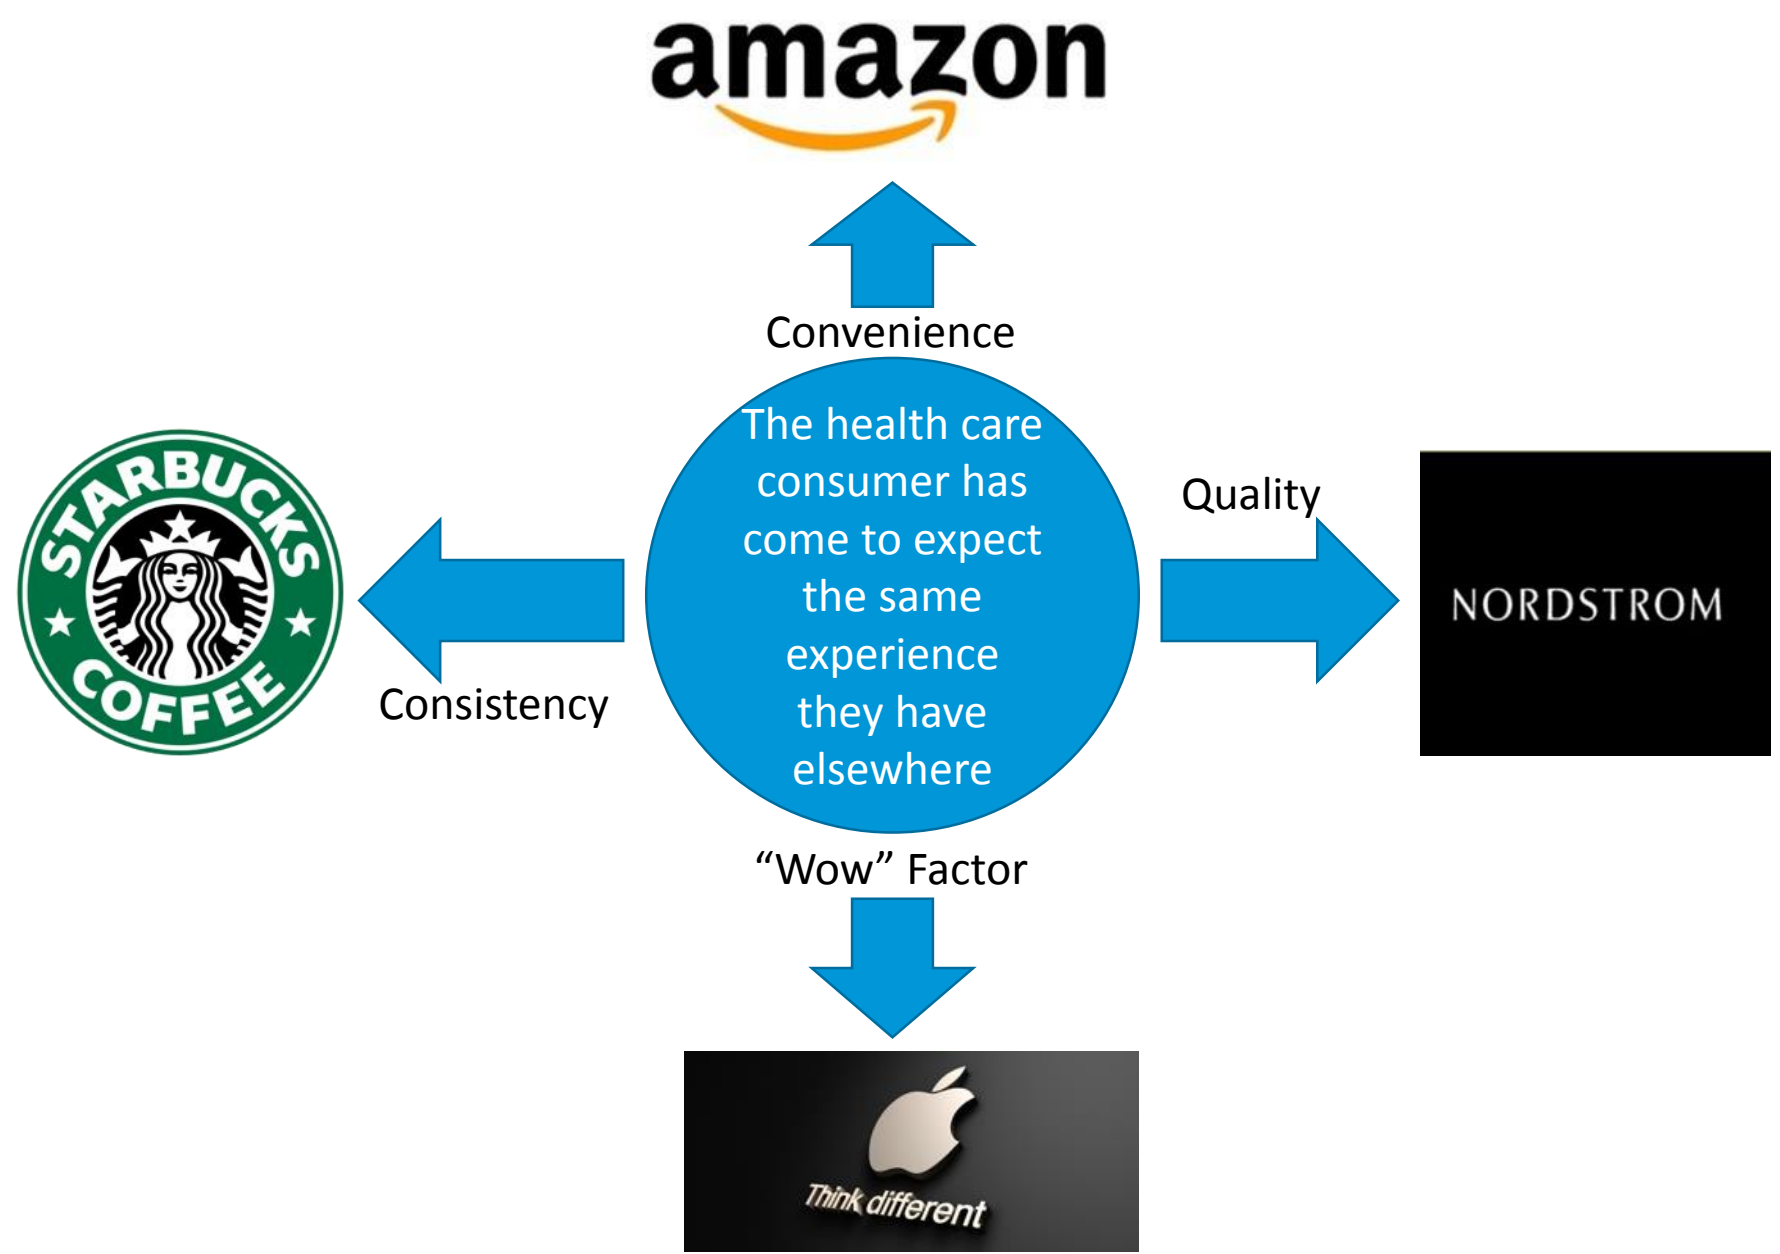 amazon
Convenience
The health care
consumer has
come to expect
the same
experience
they have
elsewhere
Quality
NORDSTROM
STARBUCKS
COFFEE
Consistency
“Wow” Factor
Think different